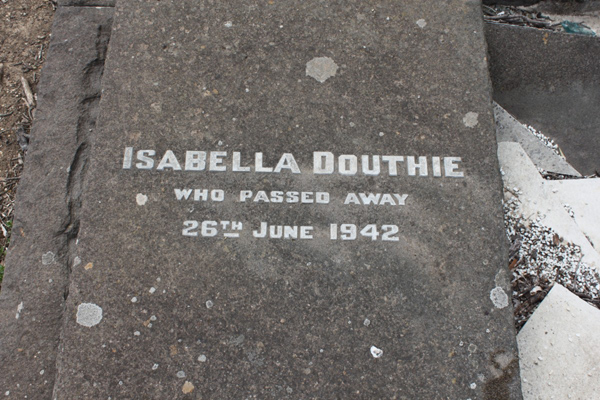 ISABELLA DOUTHIE
WHO PASSED AWAY
26TH JUNE 1942